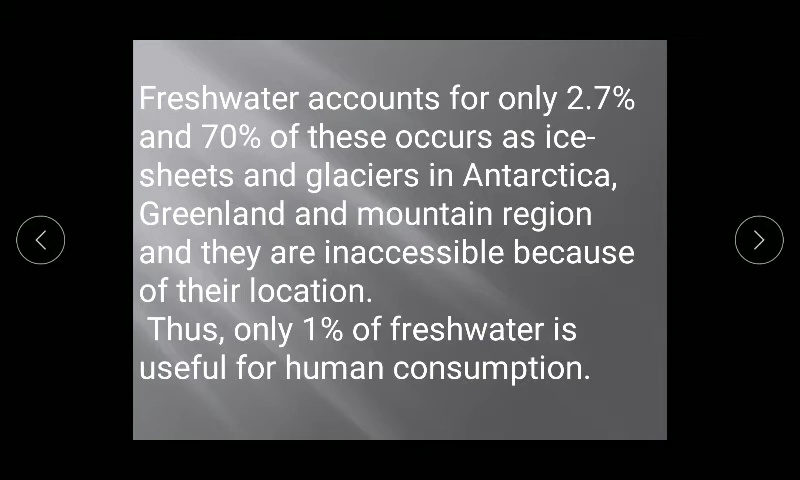 Freshwater accounts for only 2.7%
and 70% of these occurs as ice-
sheets and glaciers in Antarctica,
Greenland and mountain region
and they are inaccessible because
of their location.
Thus, only 1% of freshwater is
useful for human consumption.